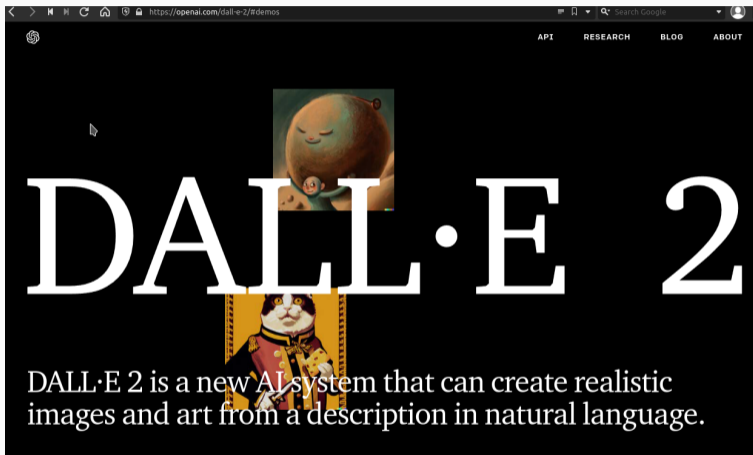 https://openai.com/dall-e-2/#demos
Search Google
API RESEARCH BLOG ABOUT
DALL·E 2
DALL·E 2 is a new AI system that can create realistic
images and art from a description in natural language.